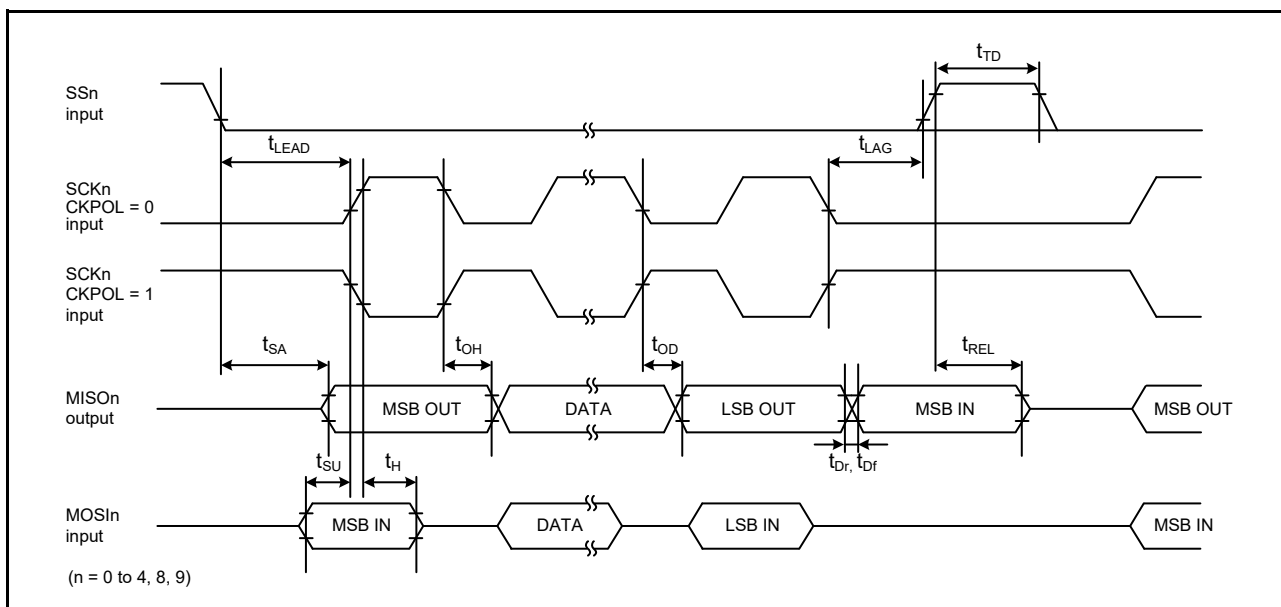 tTD
SSn
input
tLEAD
tLAG
SCKn
CKPOL = 0
input
SCKn
CKPOL = 1
input
tSA
tOH
tOD
tREL
MISOn
output
MSB OUT
DATA
LSB OUT
MSB IN
MSB OUT
tSU
tH
tDr, tDf
MOSIn
input
MSB IN
DATA
LSB IN
MSB IN
(n = 0 to 4, 8, 9)